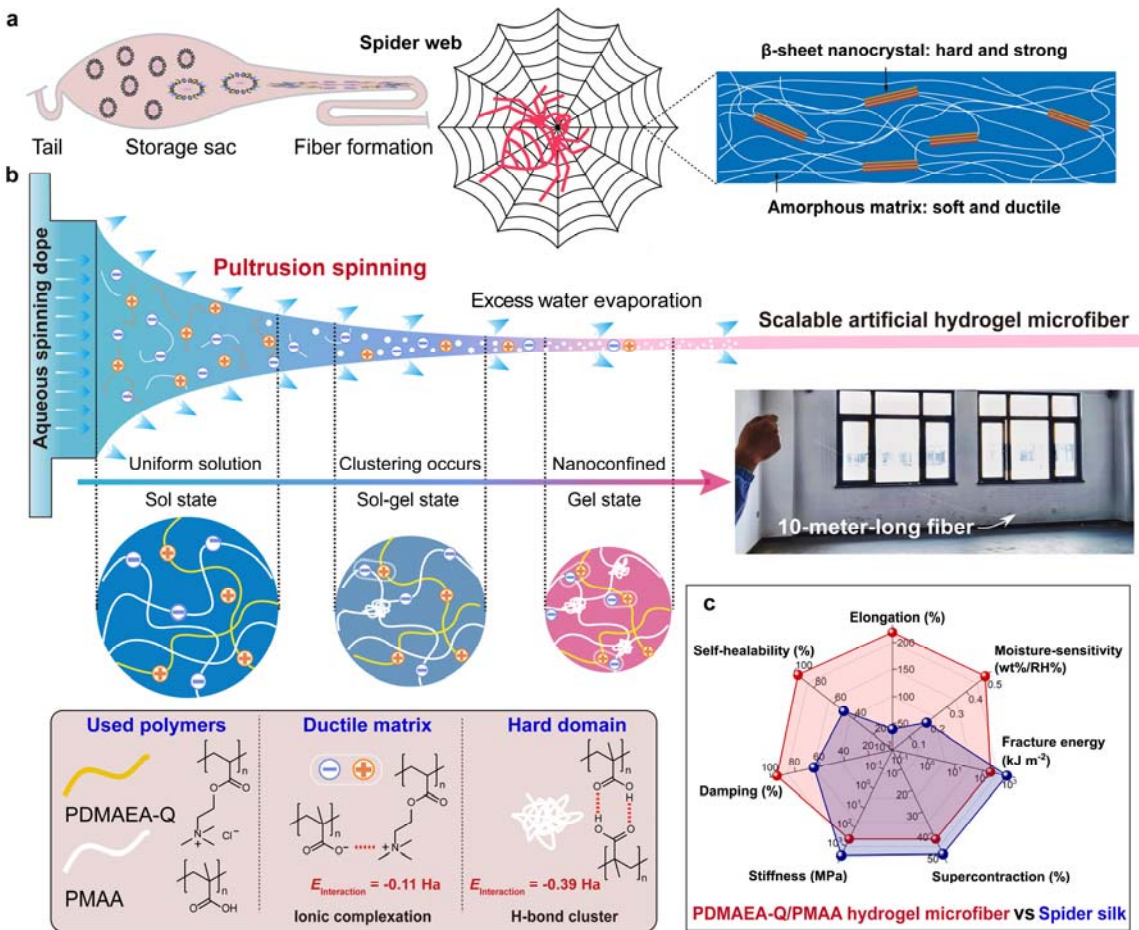 a
Spider web
β-sheet nanocrystal: hard and strong
Tail
Storage sac
Fiber formation
Amorphous matrix: soft and ductile
b
Aqueous spinning dope
Pultrusion spinning
Excess water evaporation
Scalable artificial hydrogel microfiber
Uniform solution
Clustering occurs
Nanoconfined
Sol state
Sol-gel state
Gel state
10-meter-long fiber
Used polymers
PDMAEA-Q
PMAA
Cl⁻
Ductile matrix
E Interaction = -0.11 Ha
Ionic complexation
Hard domain
E Interaction = -0.39 Ha
H-bond cluster
c
Elongation (%)
Self-healability (%)
Moisture-sensitivity
(wt%/RH%)
Fracture energy
(kJ m⁻²)
Damping (%)
Stiffness (MPa)
Supercontraction (%)
PDMAEA-Q/PMAA hydrogel microfiber vs Spider silk